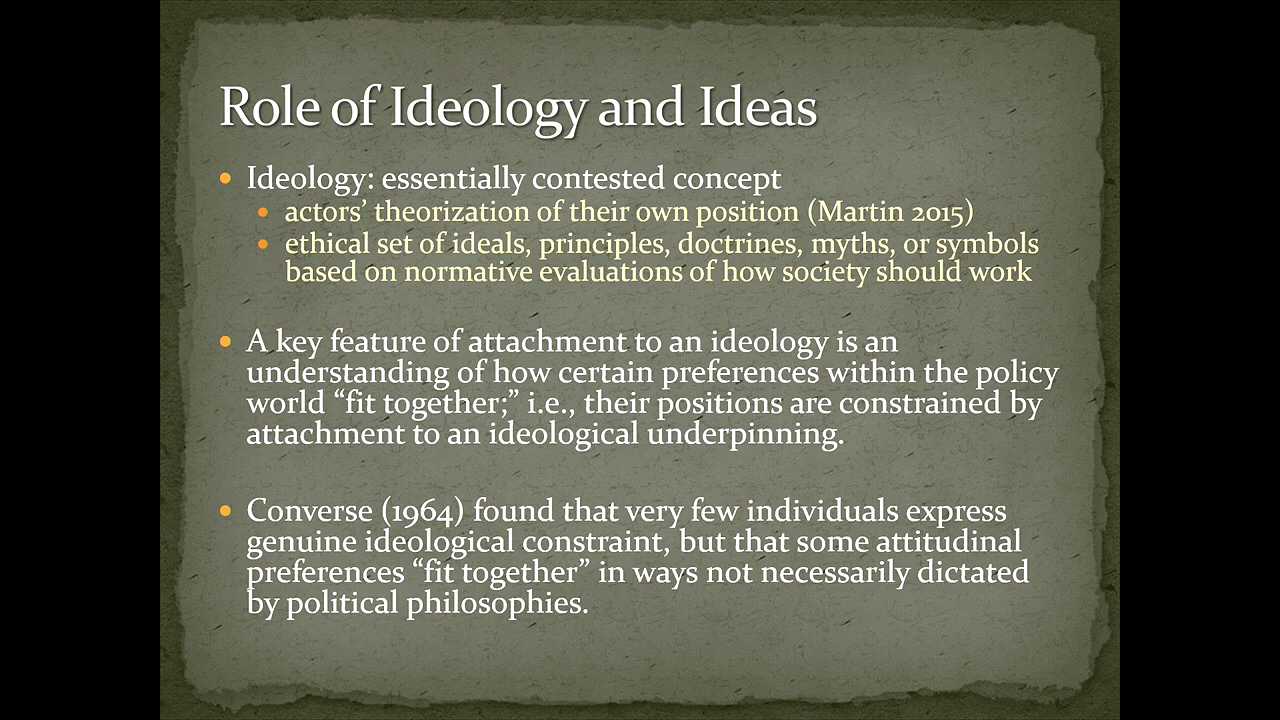 Role of Ideology and Ideas
• Ideology: essentially contested concept
• actors’ theorization of their own position (Martin 2015)
• ethical set of ideals, principles, doctrines, myths, or symbols
based on normative evaluations of how society should work
• A key feature of attachment to an ideology is an
understanding of how certain preferences within the policy
world “fit together;” i.e., their positions are constrained by
attachment to an ideological underpinning.
• Converse (1964) found that very few individuals express
genuine ideological constraint, but that some attitudinal
preferences “fit together” in ways not necessarily dictated
by political philosophies.